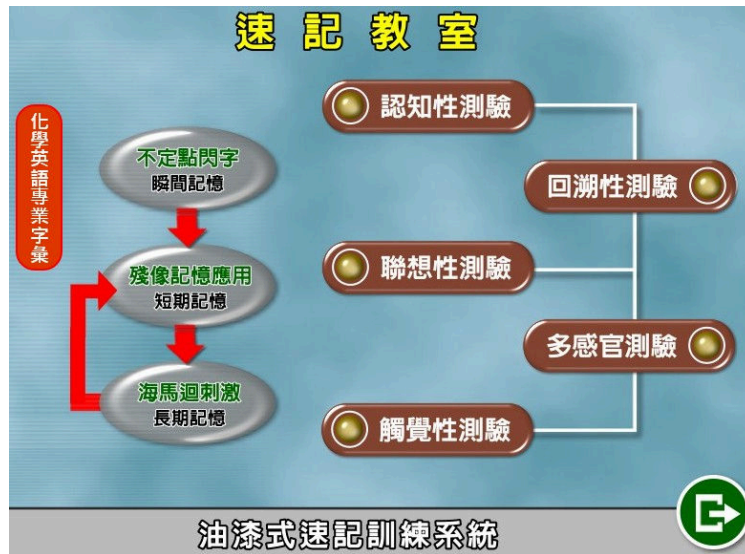 速記教室
化學英語專業字彙
不定點閃字
瞬間記憶
殘像記憶應用
短期記憶
海馬迴刺激
長期記憶
認知性測驗
回溯性測驗
聯想性測驗
多感官測驗
觸覺性測驗
油漆式速記訓練系統